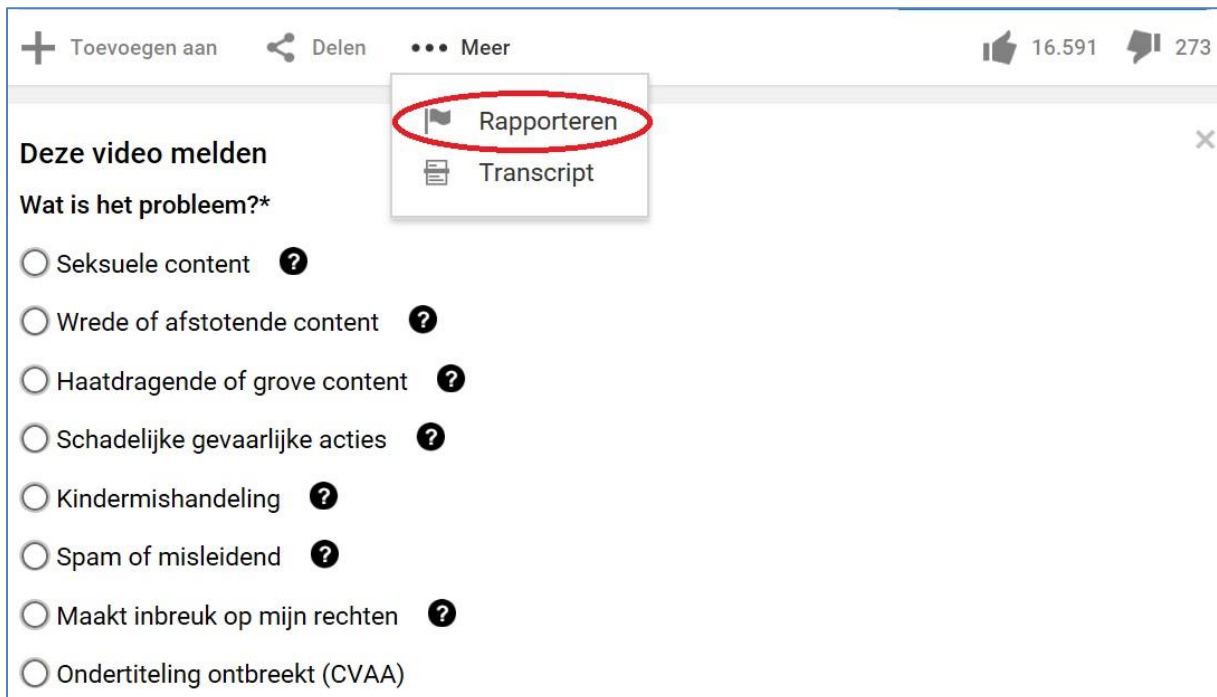 Toevoegen aan Delen Meer 16.591 273
Rapporteren
Transcript
Deze video melden
Wat is het probleem?*
Seksuele content ?
Wrede of afstotende content ?
Haatdragende of grove content ?
Schadelijke gevaarlijke acties ?
Kindermishandeling ?
Spam of misleidend ?
Maakt inbreuk op mijn rechten ?
Ondertiteling ontbreekt (CVAA)